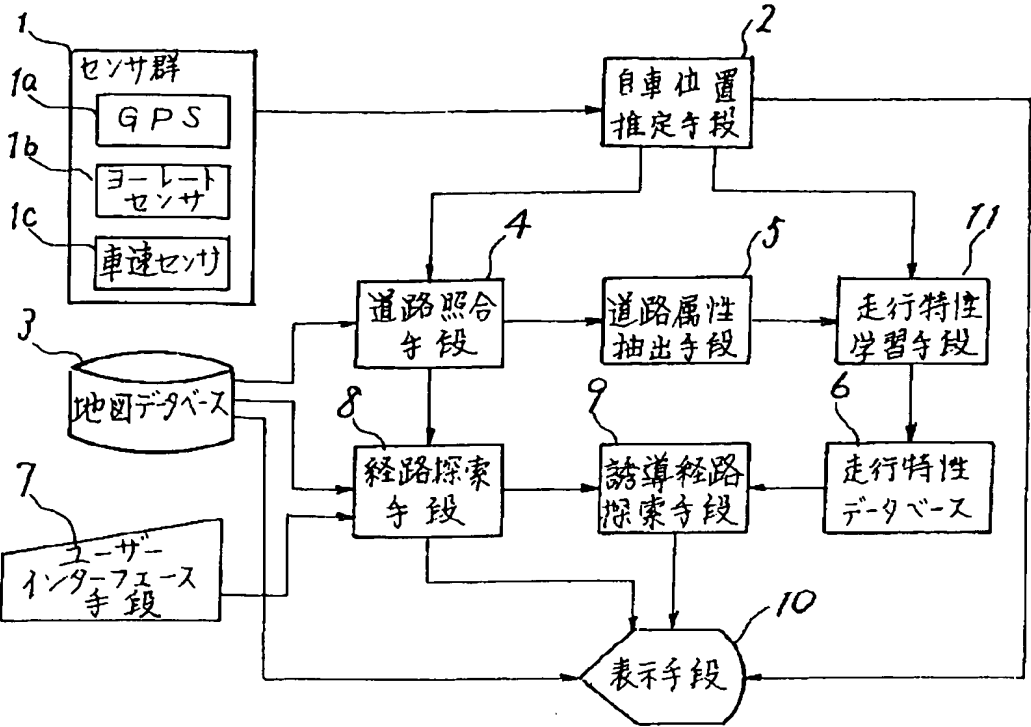 1
センサ群
1a
GPS
1b
ヨーレート
センサ
1c
車速センサ
2
自車位置
推定手段
3
地図データベース
4
道路照合
手段
5
道路属性
抽出手段
11
走行特性
学習手段
8
経路探索
手段
9
誘導経路
探索手段
6
走行特性
データベース
7
ユーザー
インターフェース
手段
10
表示手段